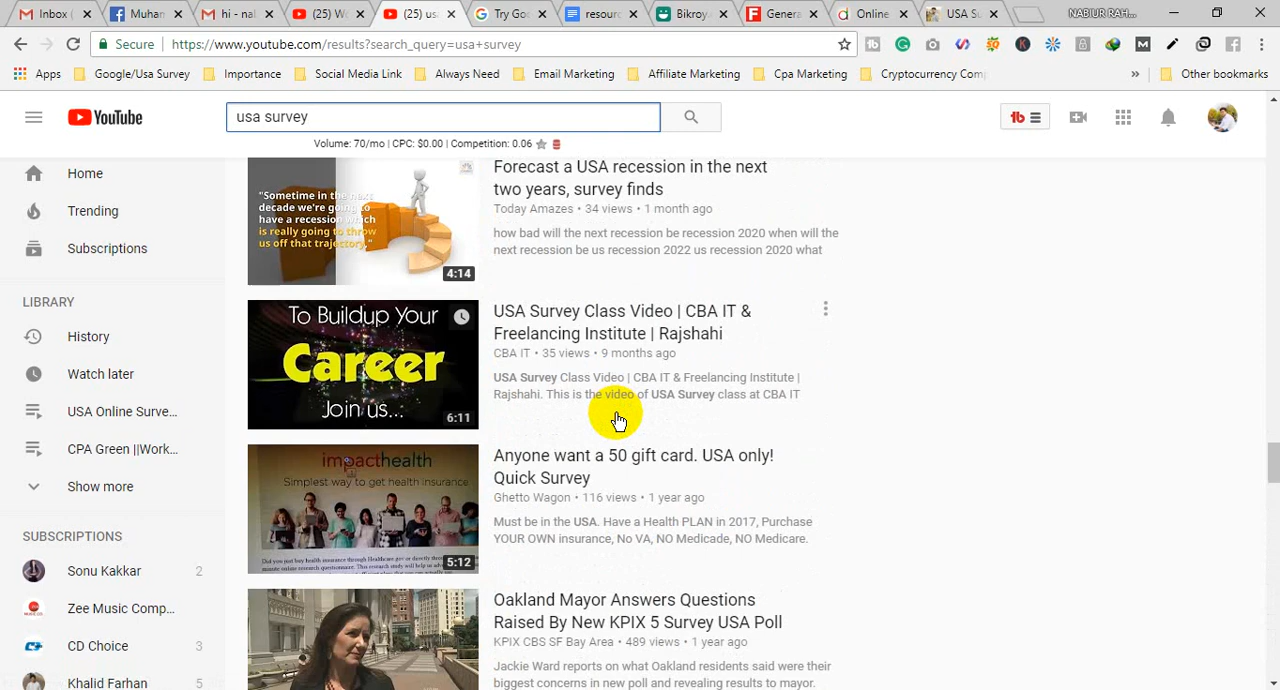 Inbox (
Muham
hi - nab
(25) W
(25) usa
Try Go
resourc
Bikroy.
Genera
Online
USA Su
NABUR RAH...
Secure
https://www.youtube.com/results?search_query=usa+survey
Apps
Google/Usa Survey
Importance
Social Media Link
Always Need
Email Marketing
Affiliate Marketing
Cpa Marketing
Cryptocurrency Com
»
Other bookmarks
YouTube
usa survey
Volume: 70/mo | CPC: $0.00 | Competition: 0.06
Home
Trending
Subscriptions
LIBRARY
History
Watch later
USA Online Surve...
CPA Green ||Work...
Show more
SUBSCRIPTIONS
Sonu Kakkar 2
Zee Music Comp...
CD Choice 3
Khalid Farhan 5
"Sometime in the next
decade we're going to
have a recession which
is really going to throw
us off that trajectory."
4:14
Forecast a USA recession in the next
two years, survey finds
Today Amazes • 34 views • 1 month ago
how bad will the next recession be recession 2020 when will the
next recession be us recession 2022 us recession 2020 what
To Buildup Your
Career
Join us...
6:11
USA Survey Class Video | CBA IT &
Freelancing Institute | Rajshahi
CBA IT • 35 views • 9 months ago
USA Survey Class Video | CBA IT & Freelancing Institute |
Rajshahi. This is the video of USA Survey class at CBA IT
impacthealth
Simplest way to get health insurance
5:12
Anyone want a 50 gift card. USA only!
Quick Survey
Ghetto Wagon • 116 views • 1 year ago
Must be in the USA. Have a Health PLAN in 2017, Purchase
YOUR OWN insurance, No VA, NO Medicade, NO Medicare.
Oakland Mayor Answers Questions
Raised By New KPIX 5 Survey USA Poll
KPIX CBS SF Bay Area • 489 views • 1 year ago
Jackie Ward reports on what Oakland residents said were their
biggest concerns in new poll and revealing results to mayor.